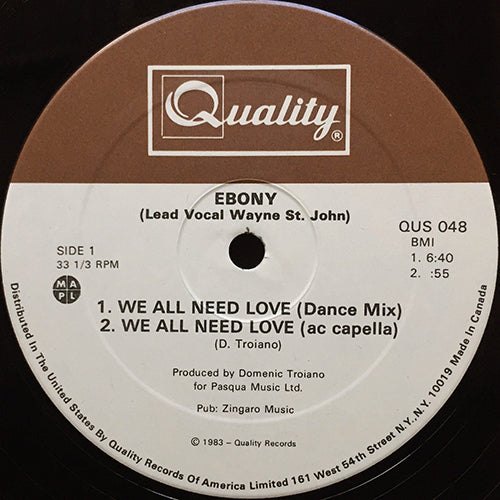 Quality®
EBONY
(Lead Vocal Wayne St. John)
QUS 048
BMI
1. 6:40
2. :55
SIDE 1
33 1/3 RPM
M A
P L
1. WE ALL NEED LOVE (Dance Mix)
2. WE ALL NEED LOVE (ac capella)
(D. Troiano)
Produced by Domenic Troiano
for Pasqua Music Ltd.
Pub: Zingaro Music
© 1983 – Quality Records
Distributed In The United States By Quality Records Of America Limited 161 West 54th Street N.Y., N.Y. 10019 Made In Canada